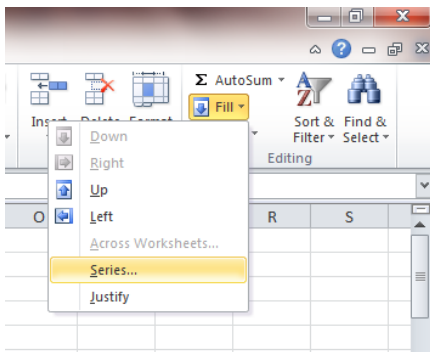 Σ AutoSum
Insert Delete Format
Fill
Sort & Find &
Filter Select
Editing
Down
Right
Up
Left
Across Worksheets...
Series...
Justify
O R S